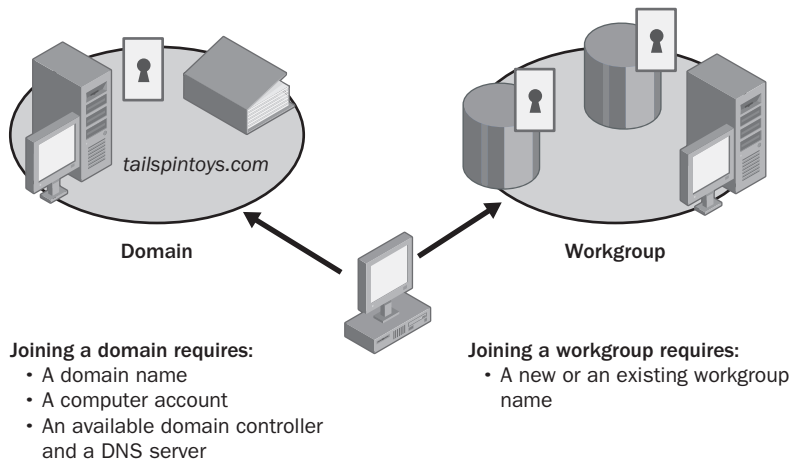 tailspintoys.com
Domain
Workgroup
Joining a domain requires:
• A domain name
• A computer account
• An available domain controller
and a DNS server
Joining a workgroup requires:
• A new or an existing workgroup
name